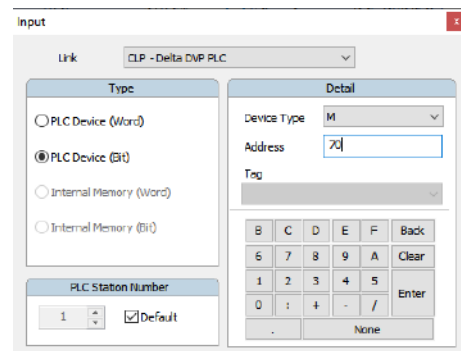 Input
x
Link CLP - Delta DVP PLC
Type
PLC Device (Word)
PLC Device (Bit)
Internal Memory (Word)
Internal Memory (Bit)
PLC Station Number
1 Default
Detail
Device Type M
Address 70
Tag
B C D E F Back
6 7 8 9 A Clear
1 2 3 4 5 Enter
0 : + - /
. None